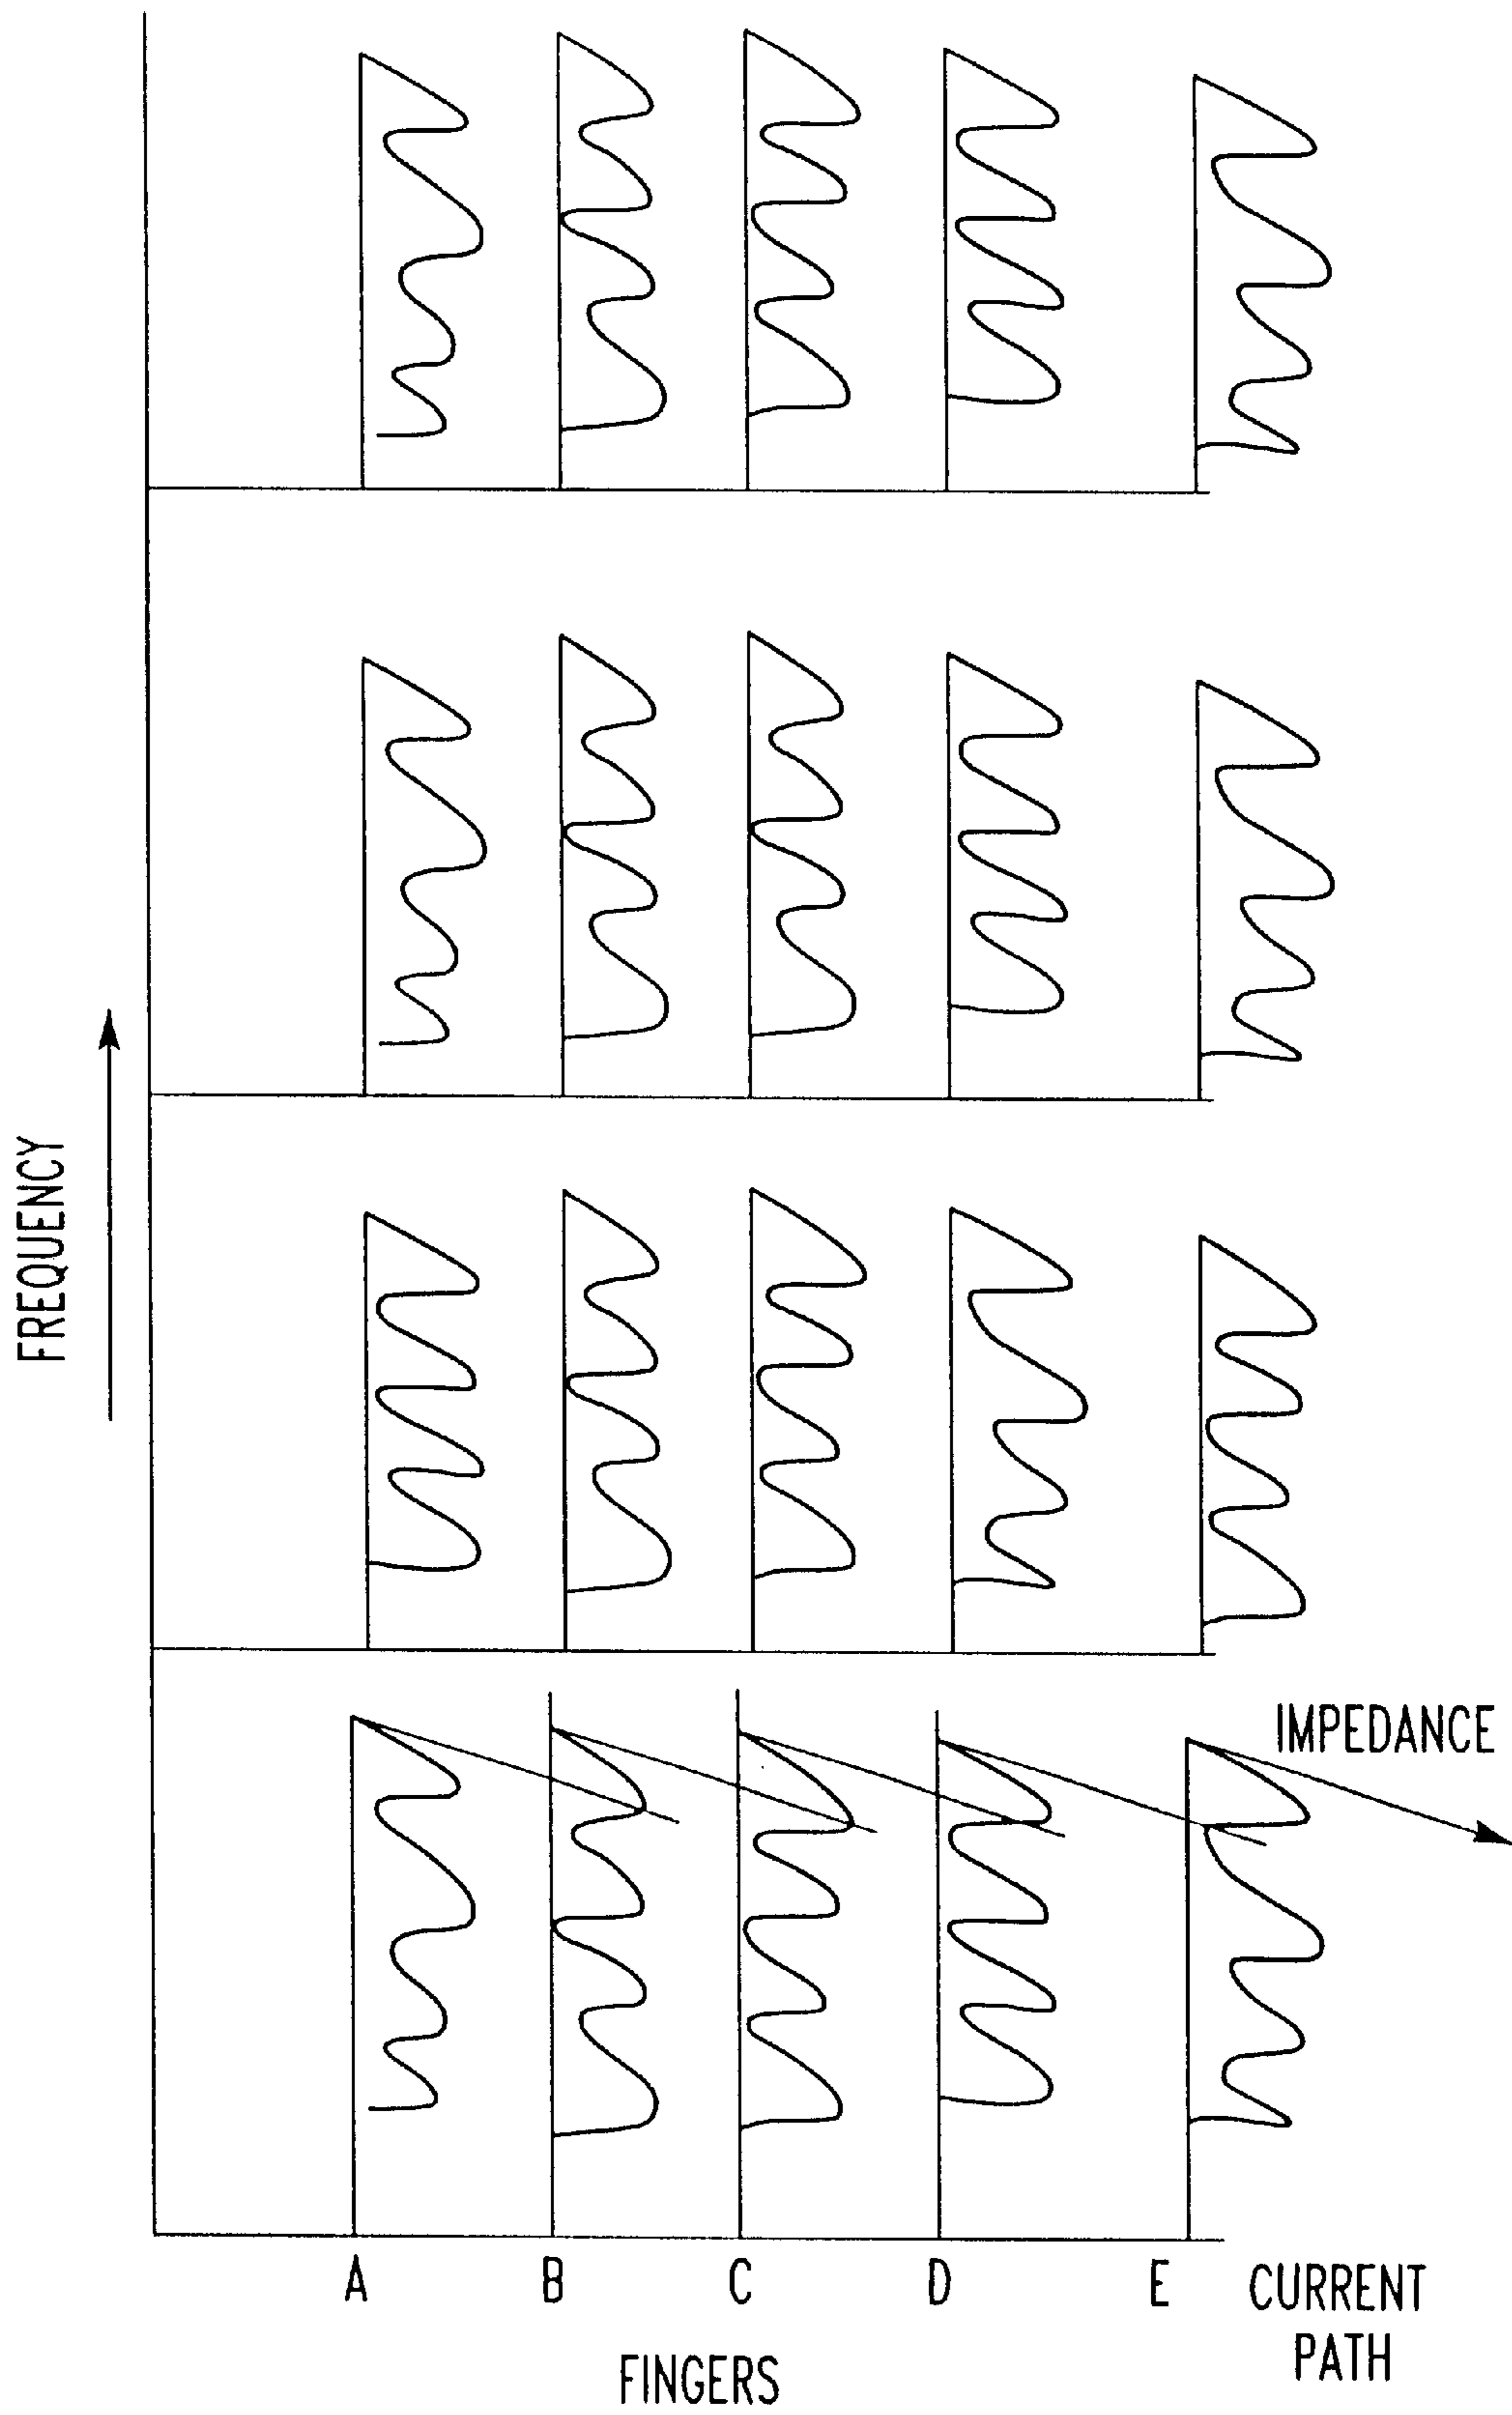 FREQUENCY
IMPEDANCE
A B C D E CURRENT
PATH
FINGERS